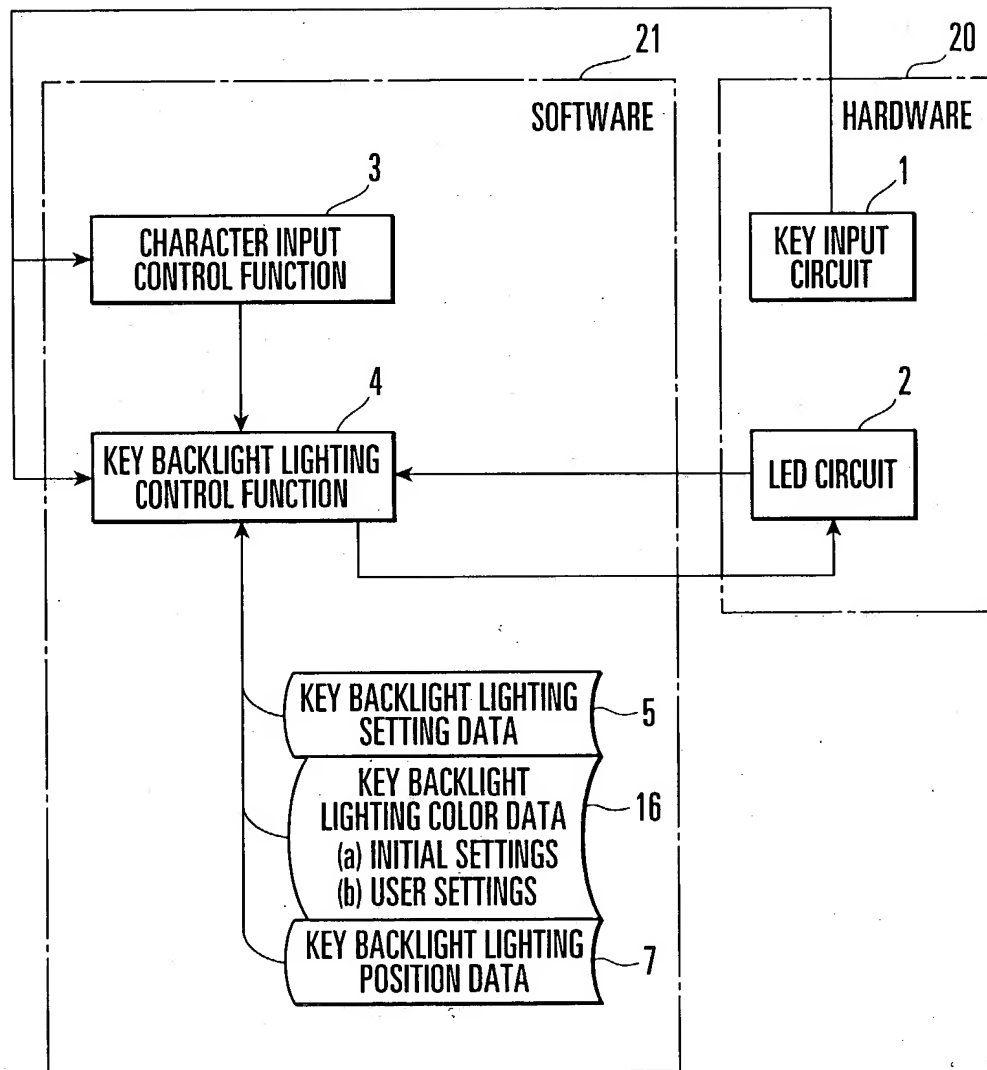 21
20
SOFTWARE
HARDWARE
3
1
CHARACTER INPUT
CONTROL FUNCTION
KEY INPUT
CIRCUIT
4
2
KEY BACKLIGHT LIGHTING
CONTROL FUNCTION
LED CIRCUIT
KEY BACKLIGHT LIGHTING
SETTING DATA
5
KEY BACKLIGHT
LIGHTING COLOR DATA
(a) INITIAL SETTINGS
(b) USER SETTINGS
16
KEY BACKLIGHT LIGHTING
POSITION DATA
7